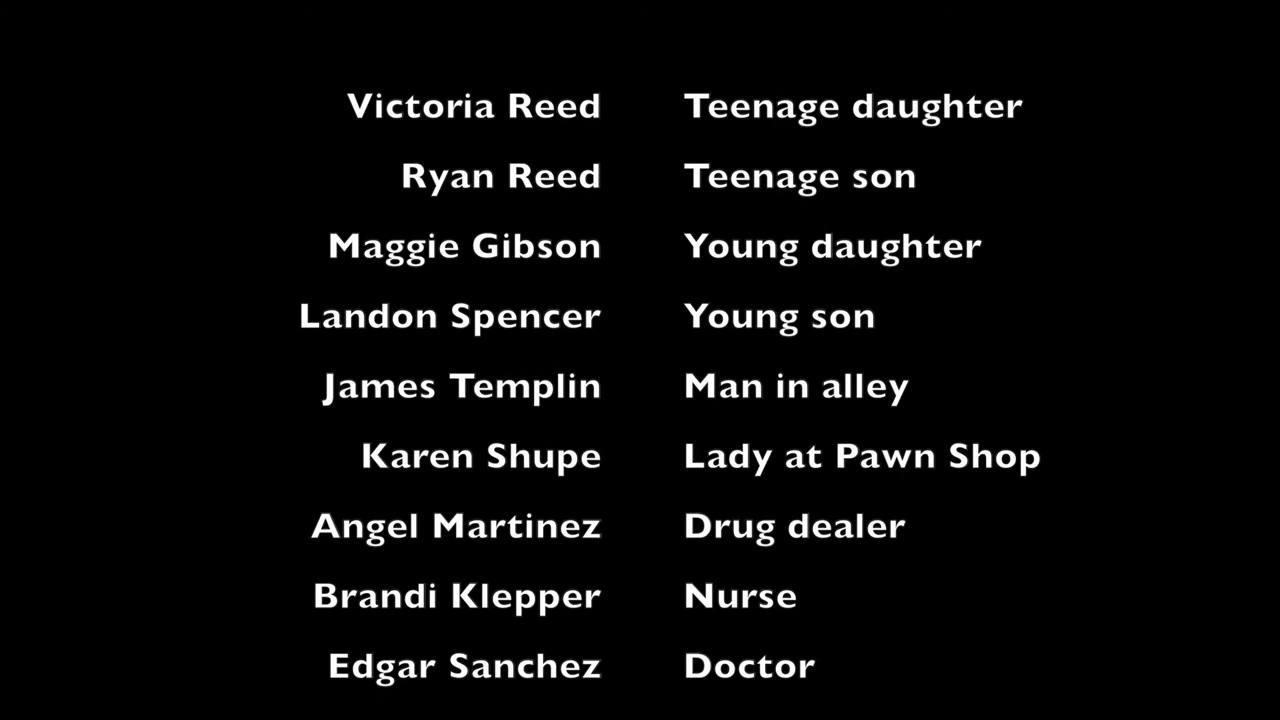 Victoria Reed Teenage daughter
Ryan Reed Teenage son
Maggie Gibson Young daughter
Landon Spencer Young son
James Templin Man in alley
Karen Shupe Lady at Pawn Shop
Angel Martinez Drug dealer
Brandi Klepper Nurse
Edgar Sanchez Doctor